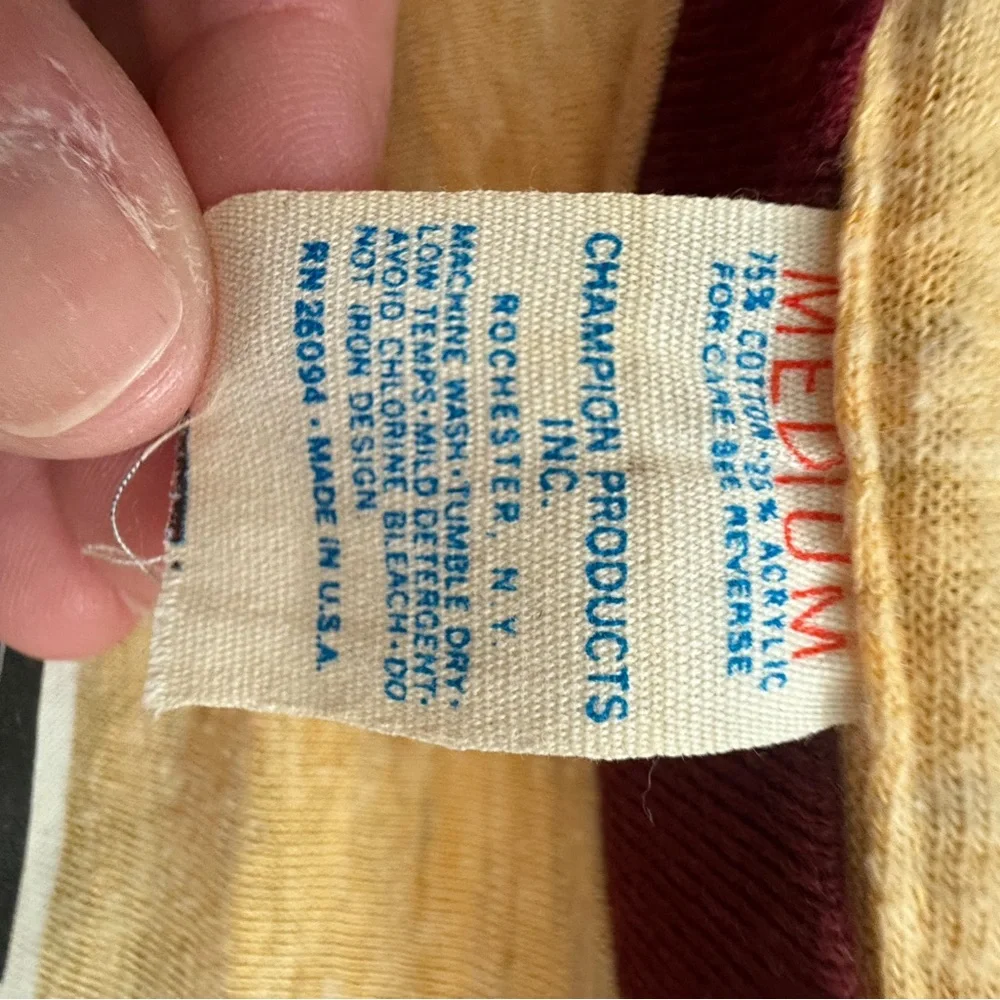 MEDIUM
75% COTTON · 25% ACRYLIC
FOR CARE SEE REVERSE
CHAMPION PRODUCTS
INC.
ROCHESTER, N.Y.
MACHINE WASH · TUMBLE DRY,
LOW TEMPS · MILD DETERGENT.
AVOID CHLORINE BLEACH · DO
NOT IRON DESIGN
RN 26094 · MADE IN U.S.A.